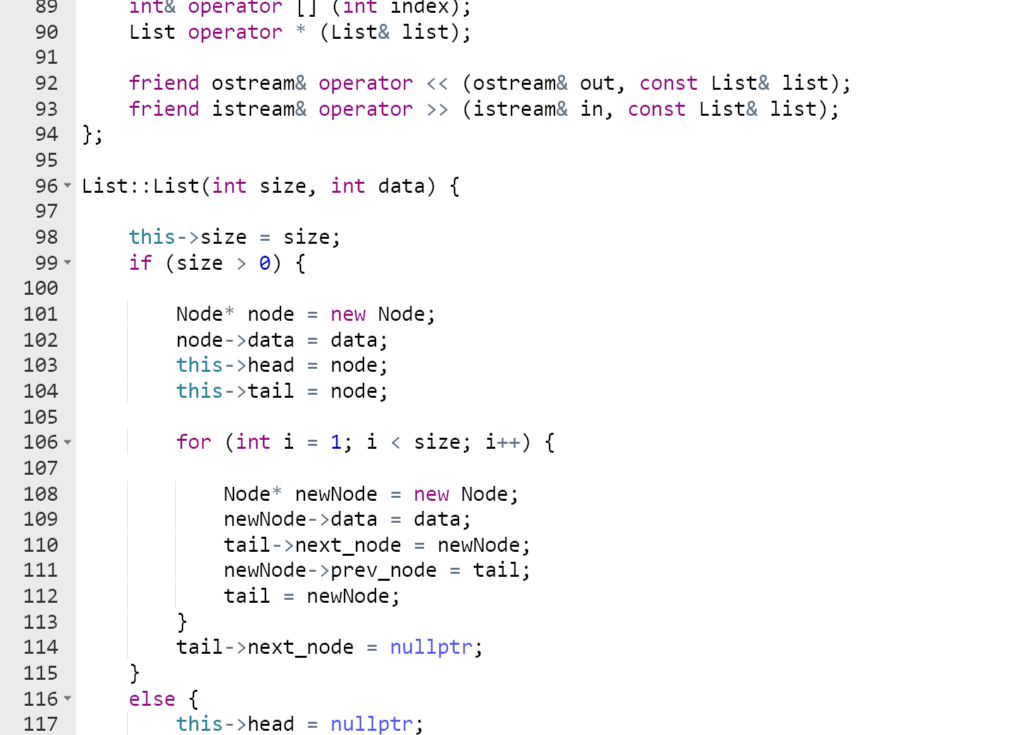 89 int& operator [] (int index);
90 List operator * (List& list);
91
92 friend ostream& operator << (ostream& out, const List& list);
93 friend istream& operator >> (istream& in, const List& list);
94 };
95
96 List::List(int size, int data) {
97
98 this->size = size;
99 if (size > 0) {
100
101 Node* node = new Node;
102 node->data = data;
103 this->head = node;
104 this->tail = node;
105
106 for (int i = 1; i < size; i++) {
107
108 Node* newNode = new Node;
109 newNode->data = data;
110 tail->next_node = newNode;
111 newNode->prev_node = tail;
112 tail = newNode;
113 }
114 tail->next_node = nullptr;
115 }
116 else {
117 this->head = nullptr;